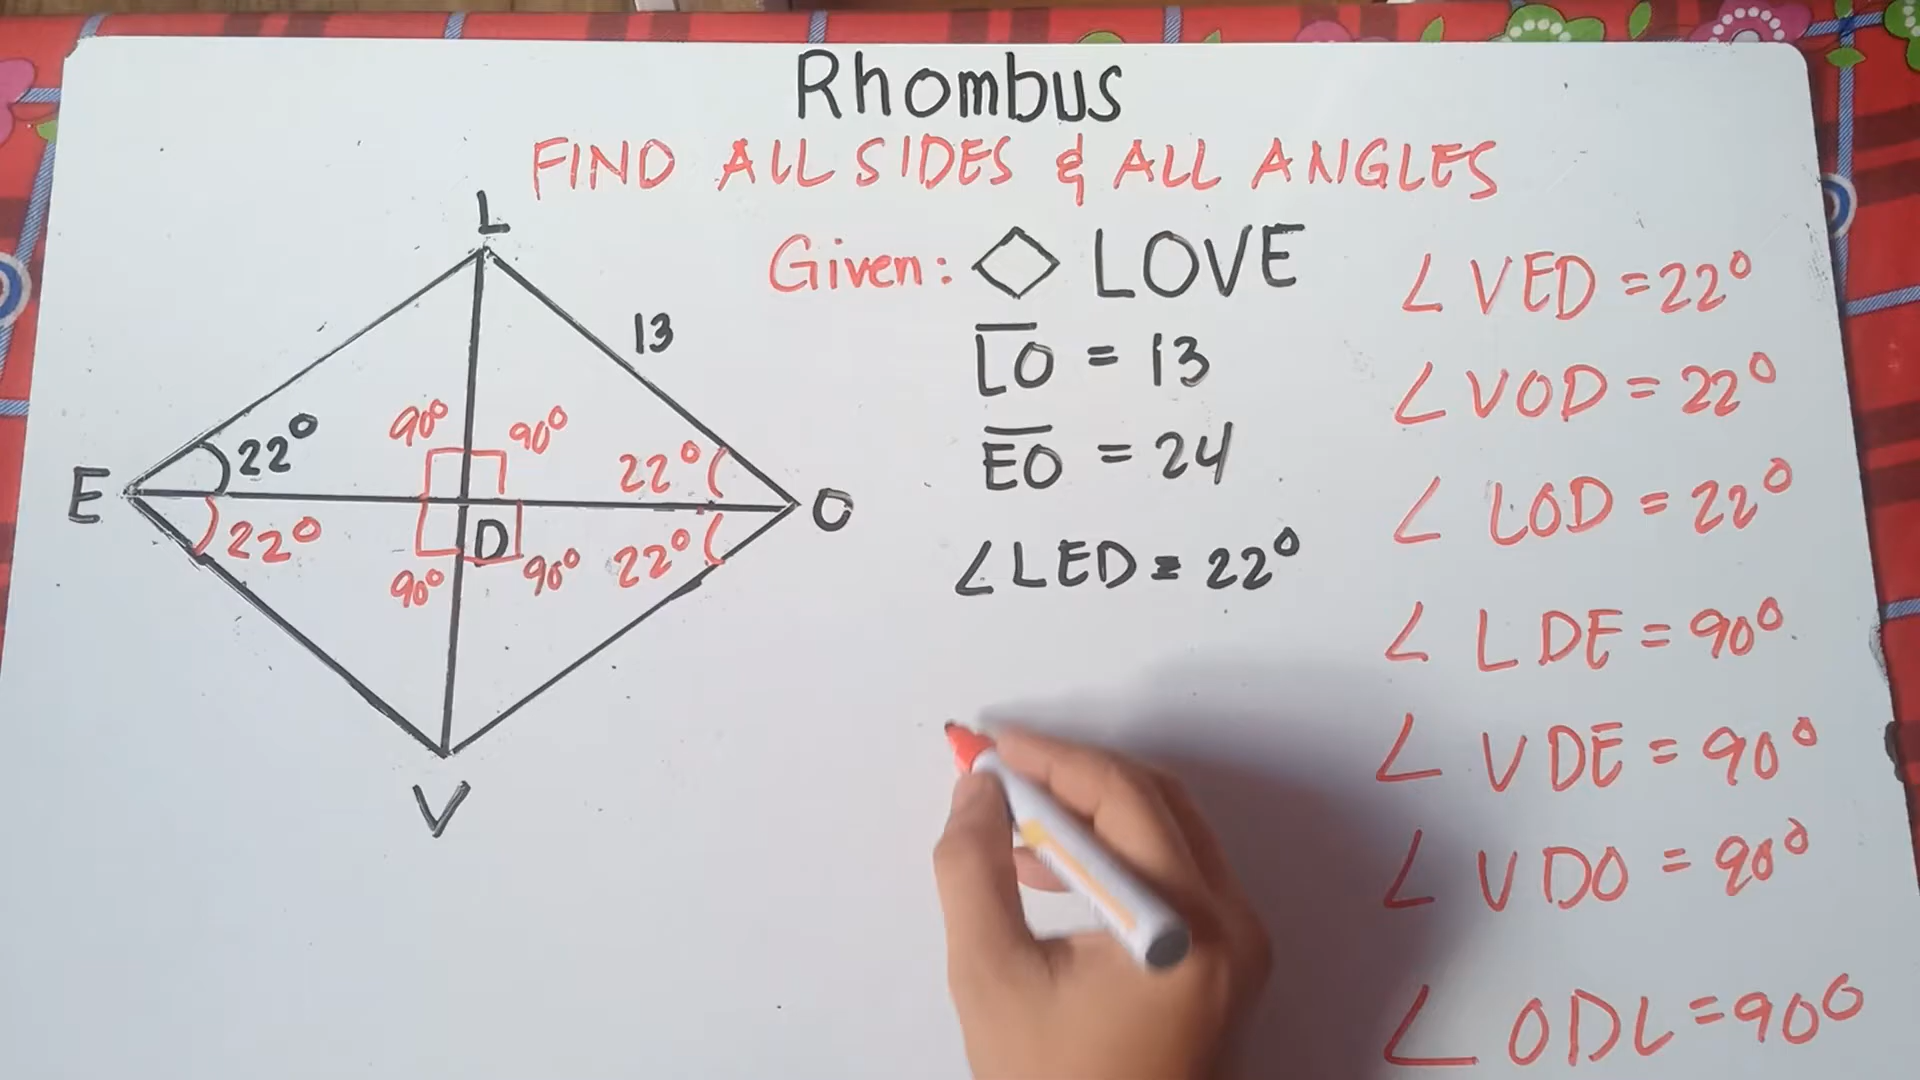 Rhombus
FIND ALL SIDES & ALL ANGLES
L
13
90° 90°
22° 22°
E O
22° D 22°
90° 90°
V
Given: ◇ LOVE
LO = 13
EO = 24
∠LED = 22°
∠ VED = 22°
∠ VOD = 22°
∠ LOD = 22°
∠ LDE = 90°
∠ VDE = 90°
∠ VDO = 90°
∠ ODL = 90°